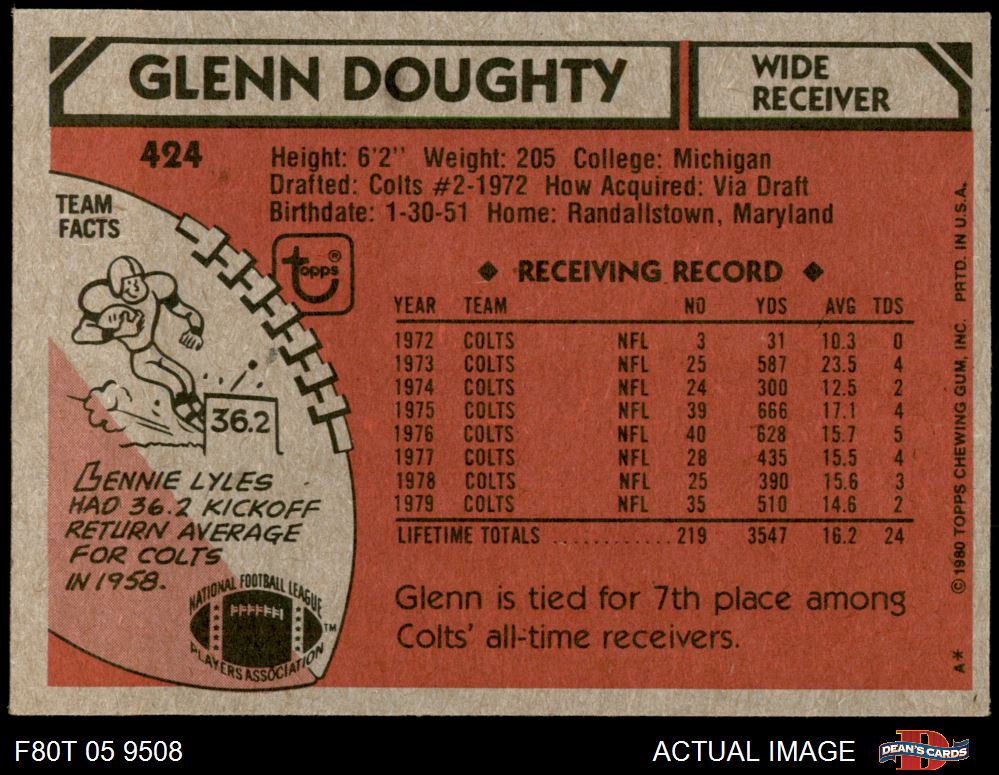 GLENN DOUGHTY
WIDE
RECEIVER
424
Height: 6'2'' Weight: 205 College: Michigan
Drafted: Colts #2-1972 How Acquired: Via Draft
Birthdate: 1-30-51 Home: Randallstown, Maryland
TEAM
FACTS
topps®
36.2
LENNIE LYLES
HAD 36.2 KICKOFF
RETURN AVERAGE
FOR COLTS
IN 1958.
NATIONAL FOOTBALL LEAGUE
PLAYERS ASSOCIATION
TM
◆ RECEIVING RECORD ◆
YEAR TEAM NO YDS AVG TDS
1972 COLTS NFL 3 31 10.3 0
1973 COLTS NFL 25 587 23.5 4
1974 COLTS NFL 24 300 12.5 2
1975 COLTS NFL 39 666 17.1 4
1976 COLTS NFL 40 628 15.7 5
1977 COLTS NFL 28 435 15.5 4
1978 COLTS NFL 25 390 15.6 3
1979 COLTS NFL 35 510 14.6 2
LIFETIME TOTALS ............ 219 3547 16.2 24
Glenn is tied for 7th place among
Colts' all-time receivers.
A* © 1980 TOPPS CHEWING GUM, INC. PRTD. IN U.S.A.
F80T 05 9508
ACTUAL IMAGE
D
DEAN'S CARDS